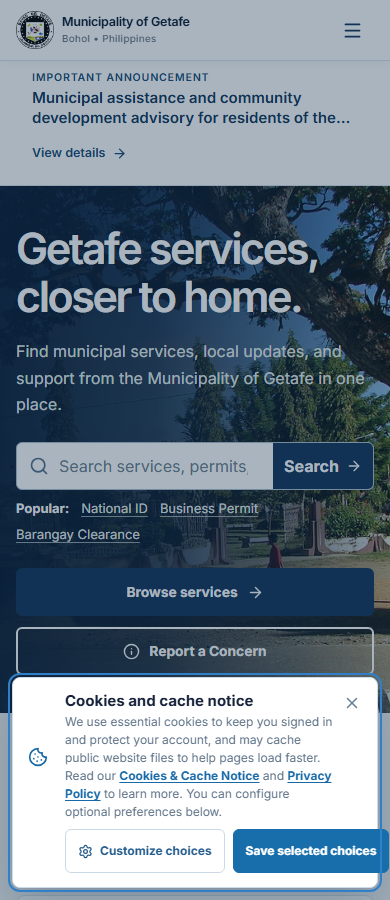 Municipality of Getafe
Bohol • Philippines
IMPORTANT ANNOUNCEMENT
Municipal assistance and community
development advisory for residents of the...
View details
Getafe services,
closer to home.
Find municipal services, local updates, and
support from the Municipality of Getafe in one
place.
Search services, permits,
Search
Popular: National ID Business Permit
Barangay Clearance
Browse services
Report a Concern
Cookies and cache notice
We use essential cookies to keep you signed in
and protect your account, and may cache
public website files to help pages load faster.
Read our Cookies & Cache Notice and Privacy
Policy to learn more. You can configure
optional preferences below.
Customize choices
Save selected choices